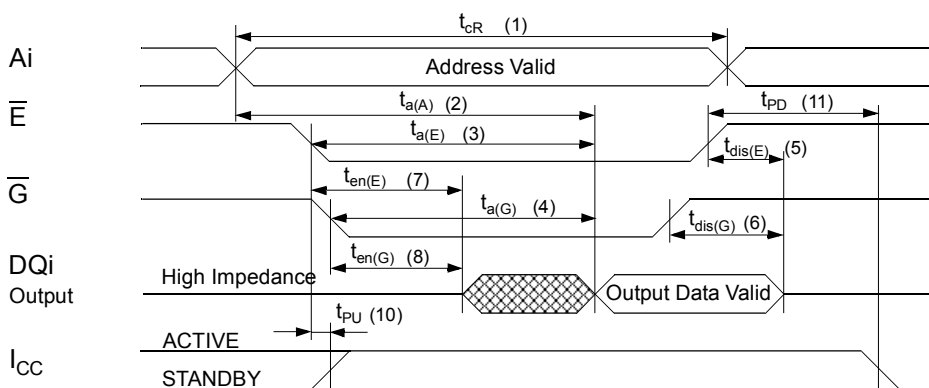 t_cR (1)
Ai
Address Valid
t_a(A) (2)
t_PD (11)
E̅
t_a(E) (3)
t_dis(E) (5)
t_en(E) (7)
G̅
t_a(G) (4)
t_dis(G) (6)
t_en(G) (8)
DQi
Output
High Impedance
Output Data Valid
t_PU (10)
ACTIVE
I_CC
STANDBY